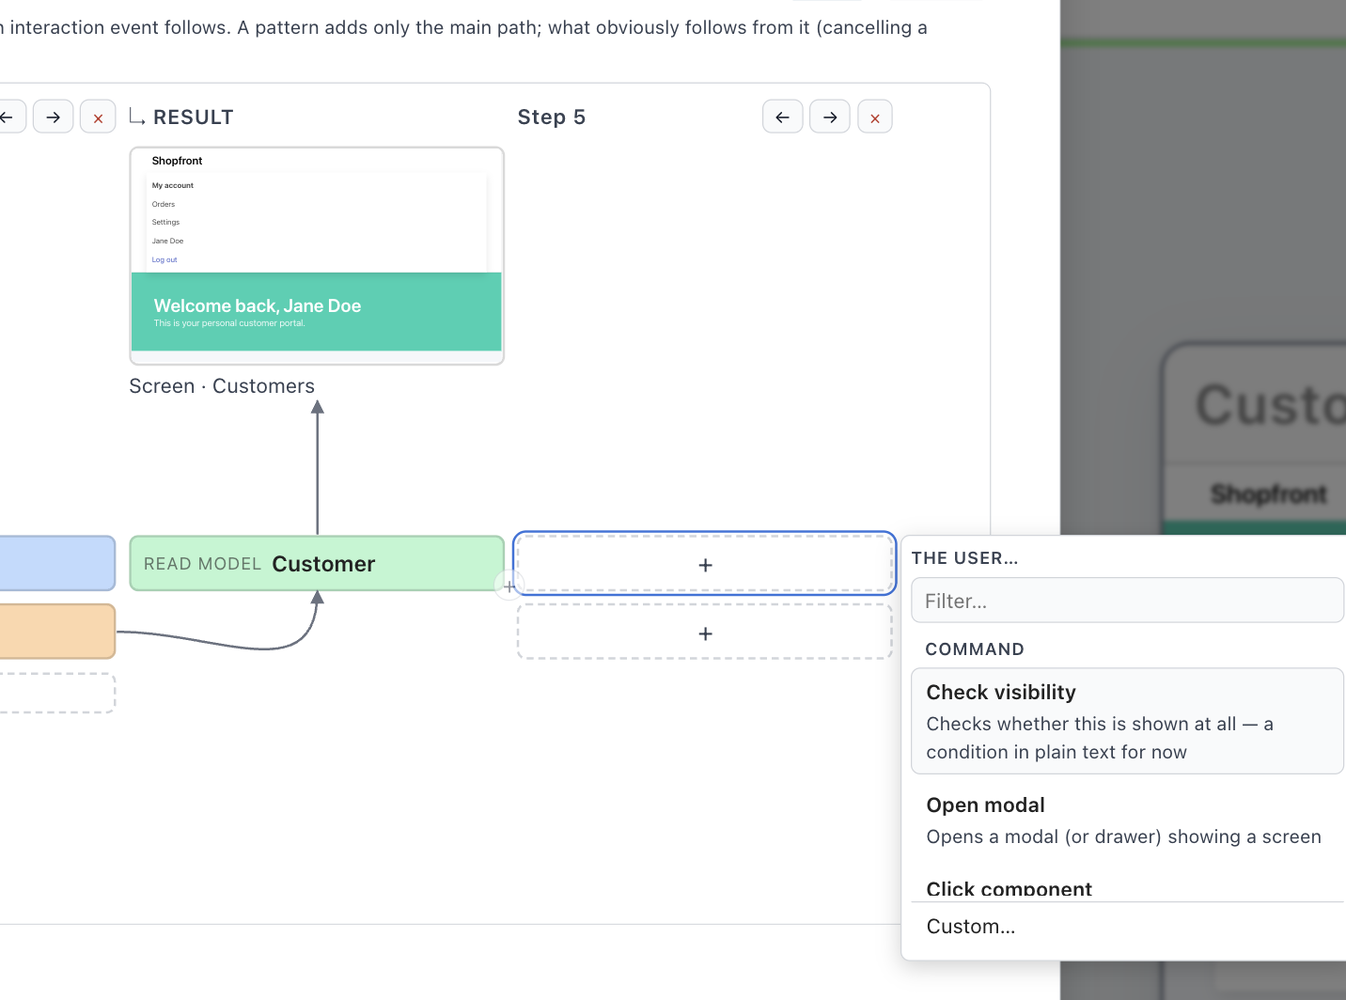 interaction event follows. A pattern adds only the main path; what obviously follows from it (cancelling a
RESULT
Step 5
Shopfront
My account
Orders
Settings
Jane Doe
Log out
Welcome back, Jane Doe
This is your personal customer portal.
Screen · Customers
READ MODEL Customer
+
+
+
THE USER...
Filter...
COMMAND
Check visibility
Checks whether this is shown at all — a
condition in plain text for now
Open modal
Opens a modal (or drawer) showing a screen
Click component
Custom...
Custo
Shopfront